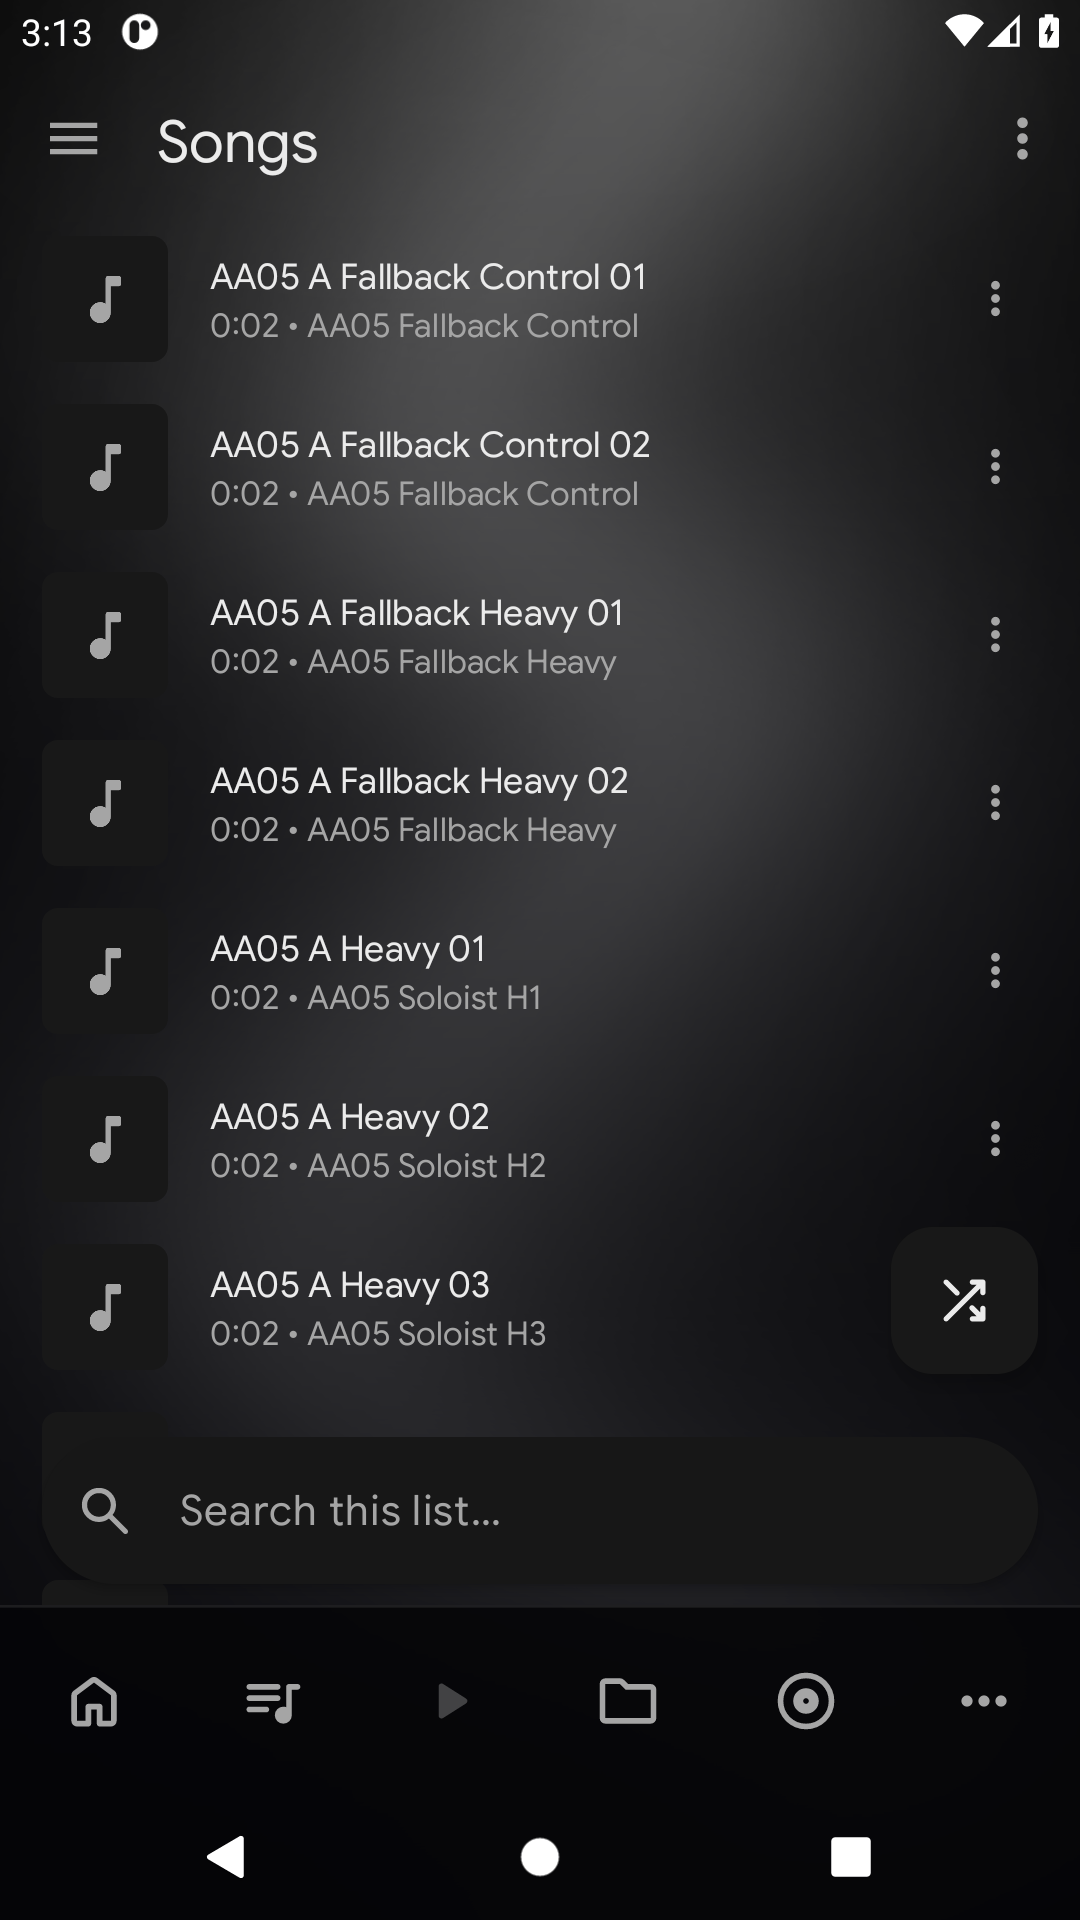 3:13
Songs
AA05 A Fallback Control 01
0:02 • AA05 Fallback Control
AA05 A Fallback Control 02
0:02 • AA05 Fallback Control
AA05 A Fallback Heavy 01
0:02 • AA05 Fallback Heavy
AA05 A Fallback Heavy 02
0:02 • AA05 Fallback Heavy
AA05 A Heavy 01
0:02 • AA05 Soloist H1
AA05 A Heavy 02
0:02 • AA05 Soloist H2
AA05 A Heavy 03
0:02 • AA05 Soloist H3
Search this list...